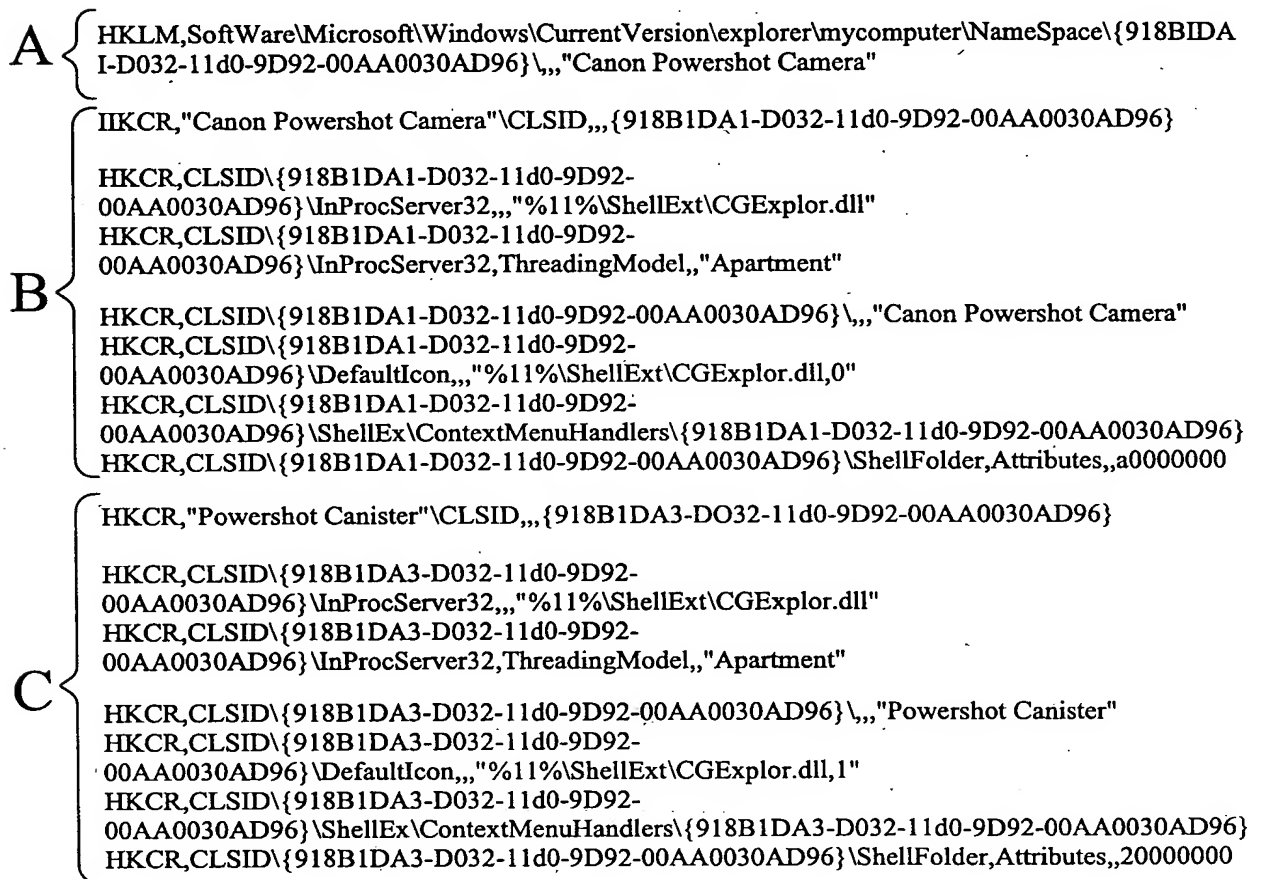 A
HKLM,SoftWare\Microsoft\Windows\CurrentVersion\explorer\mycomputer\NameSpace\{918BIDA
I-D032-11d0-9D92-00AA0030AD96}\,,,"Canon Powershot Camera"
B
IIKCR,"Canon Powershot Camera"\CLSID,,,{918B1DA1-D032-11d0-9D92-00AA0030AD96}
HKCR,CLSID\{918B1DA1-D032-11d0-9D92-
00AA0030AD96}\InProcServer32,,,"%11%\ShellExt\CGExplor.dll"
HKCR,CLSID\{918B1DA1-D032-11d0-9D92-
00AA0030AD96}\InProcServer32,ThreadingModel,,"Apartment"
HKCR,CLSID\{918B1DA1-D032-11d0-9D92-00AA0030AD96}\,,,"Canon Powershot Camera"
HKCR,CLSID\{918B1DA1-D032-11d0-9D92-
00AA0030AD96}\DefaultIcon,,,"%11%\ShellExt\CGExplor.dll,0"
HKCR,CLSID\{918B1DA1-D032-11d0-9D92-
00AA0030AD96}\ShellEx\ContextMenuHandlers\{918B1DA1-D032-11d0-9D92-00AA0030AD96}
HKCR,CLSID\{918B1DA1-D032-11d0-9D92-00AA0030AD96}\ShellFolder,Attributes,,a0000000
C
HKCR,"Powershot Canister"\CLSID,,,{918B1DA3-DO32-11d0-9D92-00AA0030AD96}
HKCR,CLSID\{918B1DA3-D032-11d0-9D92-
00AA0030AD96}\InProcServer32,,,"%11%\ShellExt\CGExplor.dll"
HKCR,CLSID\{918B1DA3-D032-11d0-9D92-
00AA0030AD96}\InProcServer32,ThreadingModel,,"Apartment"
HKCR,CLSID\{918B1DA3-D032-11d0-9D92-00AA0030AD96}\,,,"Powershot Canister"
HKCR,CLSID\{918B1DA3-D032-11d0-9D92-
00AA0030AD96}\DefaultIcon,,,"%11%\ShellExt\CGExplor.dll,1"
HKCR,CLSID\{918B1DA3-D032-11d0-9D92-
00AA0030AD96}\ShellEx\ContextMenuHandlers\{918B1DA3-D032-11d0-9D92-00AA0030AD96}
HKCR,CLSID\{918B1DA3-D032-11d0-9D92-00AA0030AD96}\ShellFolder,Attributes,,20000000